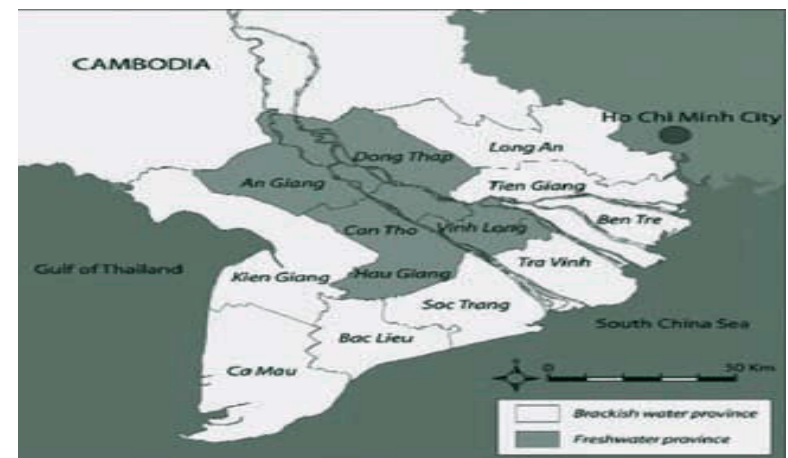 CAMBODIA
Ho Chi Minh City
Long An
Dong Thap
An Giang
Tien Giang
Ben Tre
Can Tho
Vinh Long
Tra Vinh
Gulf of Thailand
Kien Giang
Hau Giang
Soc Trang
South China Sea
Bac Lieu
Ca Mau
0 50 Km
Brackish water province
Freshwater province